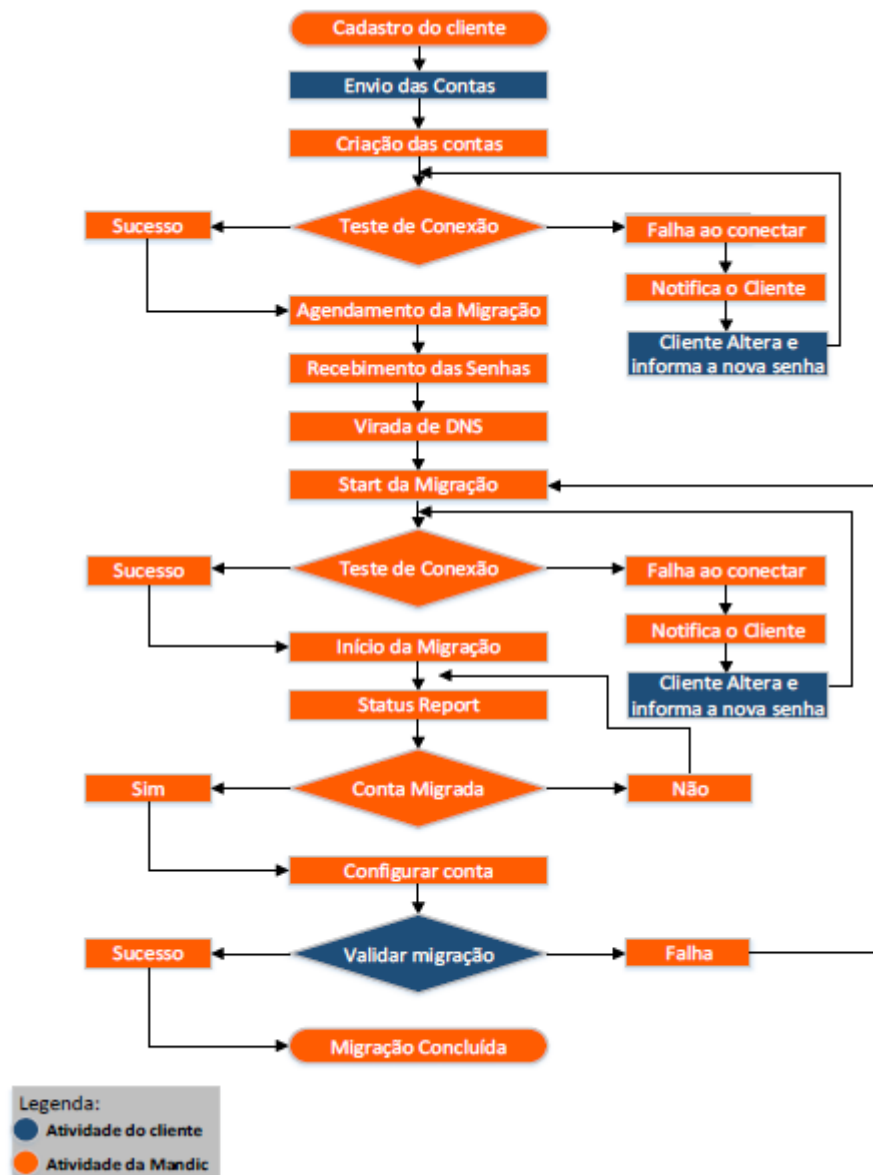 Cadastro do cliente
Envio das Contas
Criação das contas
Teste de Conexão
Sucesso
Falha ao conectar
Notifica o Cliente
Cliente Altera e
informa a nova senha
Agendamento da Migração
Recebimento das Senhas
Virada de DNS
Start da Migração
Teste de Conexão
Sucesso
Falha ao conectar
Notifica o Cliente
Cliente Altera e
informa a nova senha
Início da Migração
Status Report
Conta Migrada
Sim
Não
Configurar conta
Validar migração
Sucesso
Falha
Migração Concluída
Legenda:
Atividade do cliente
Atividade da Mandic